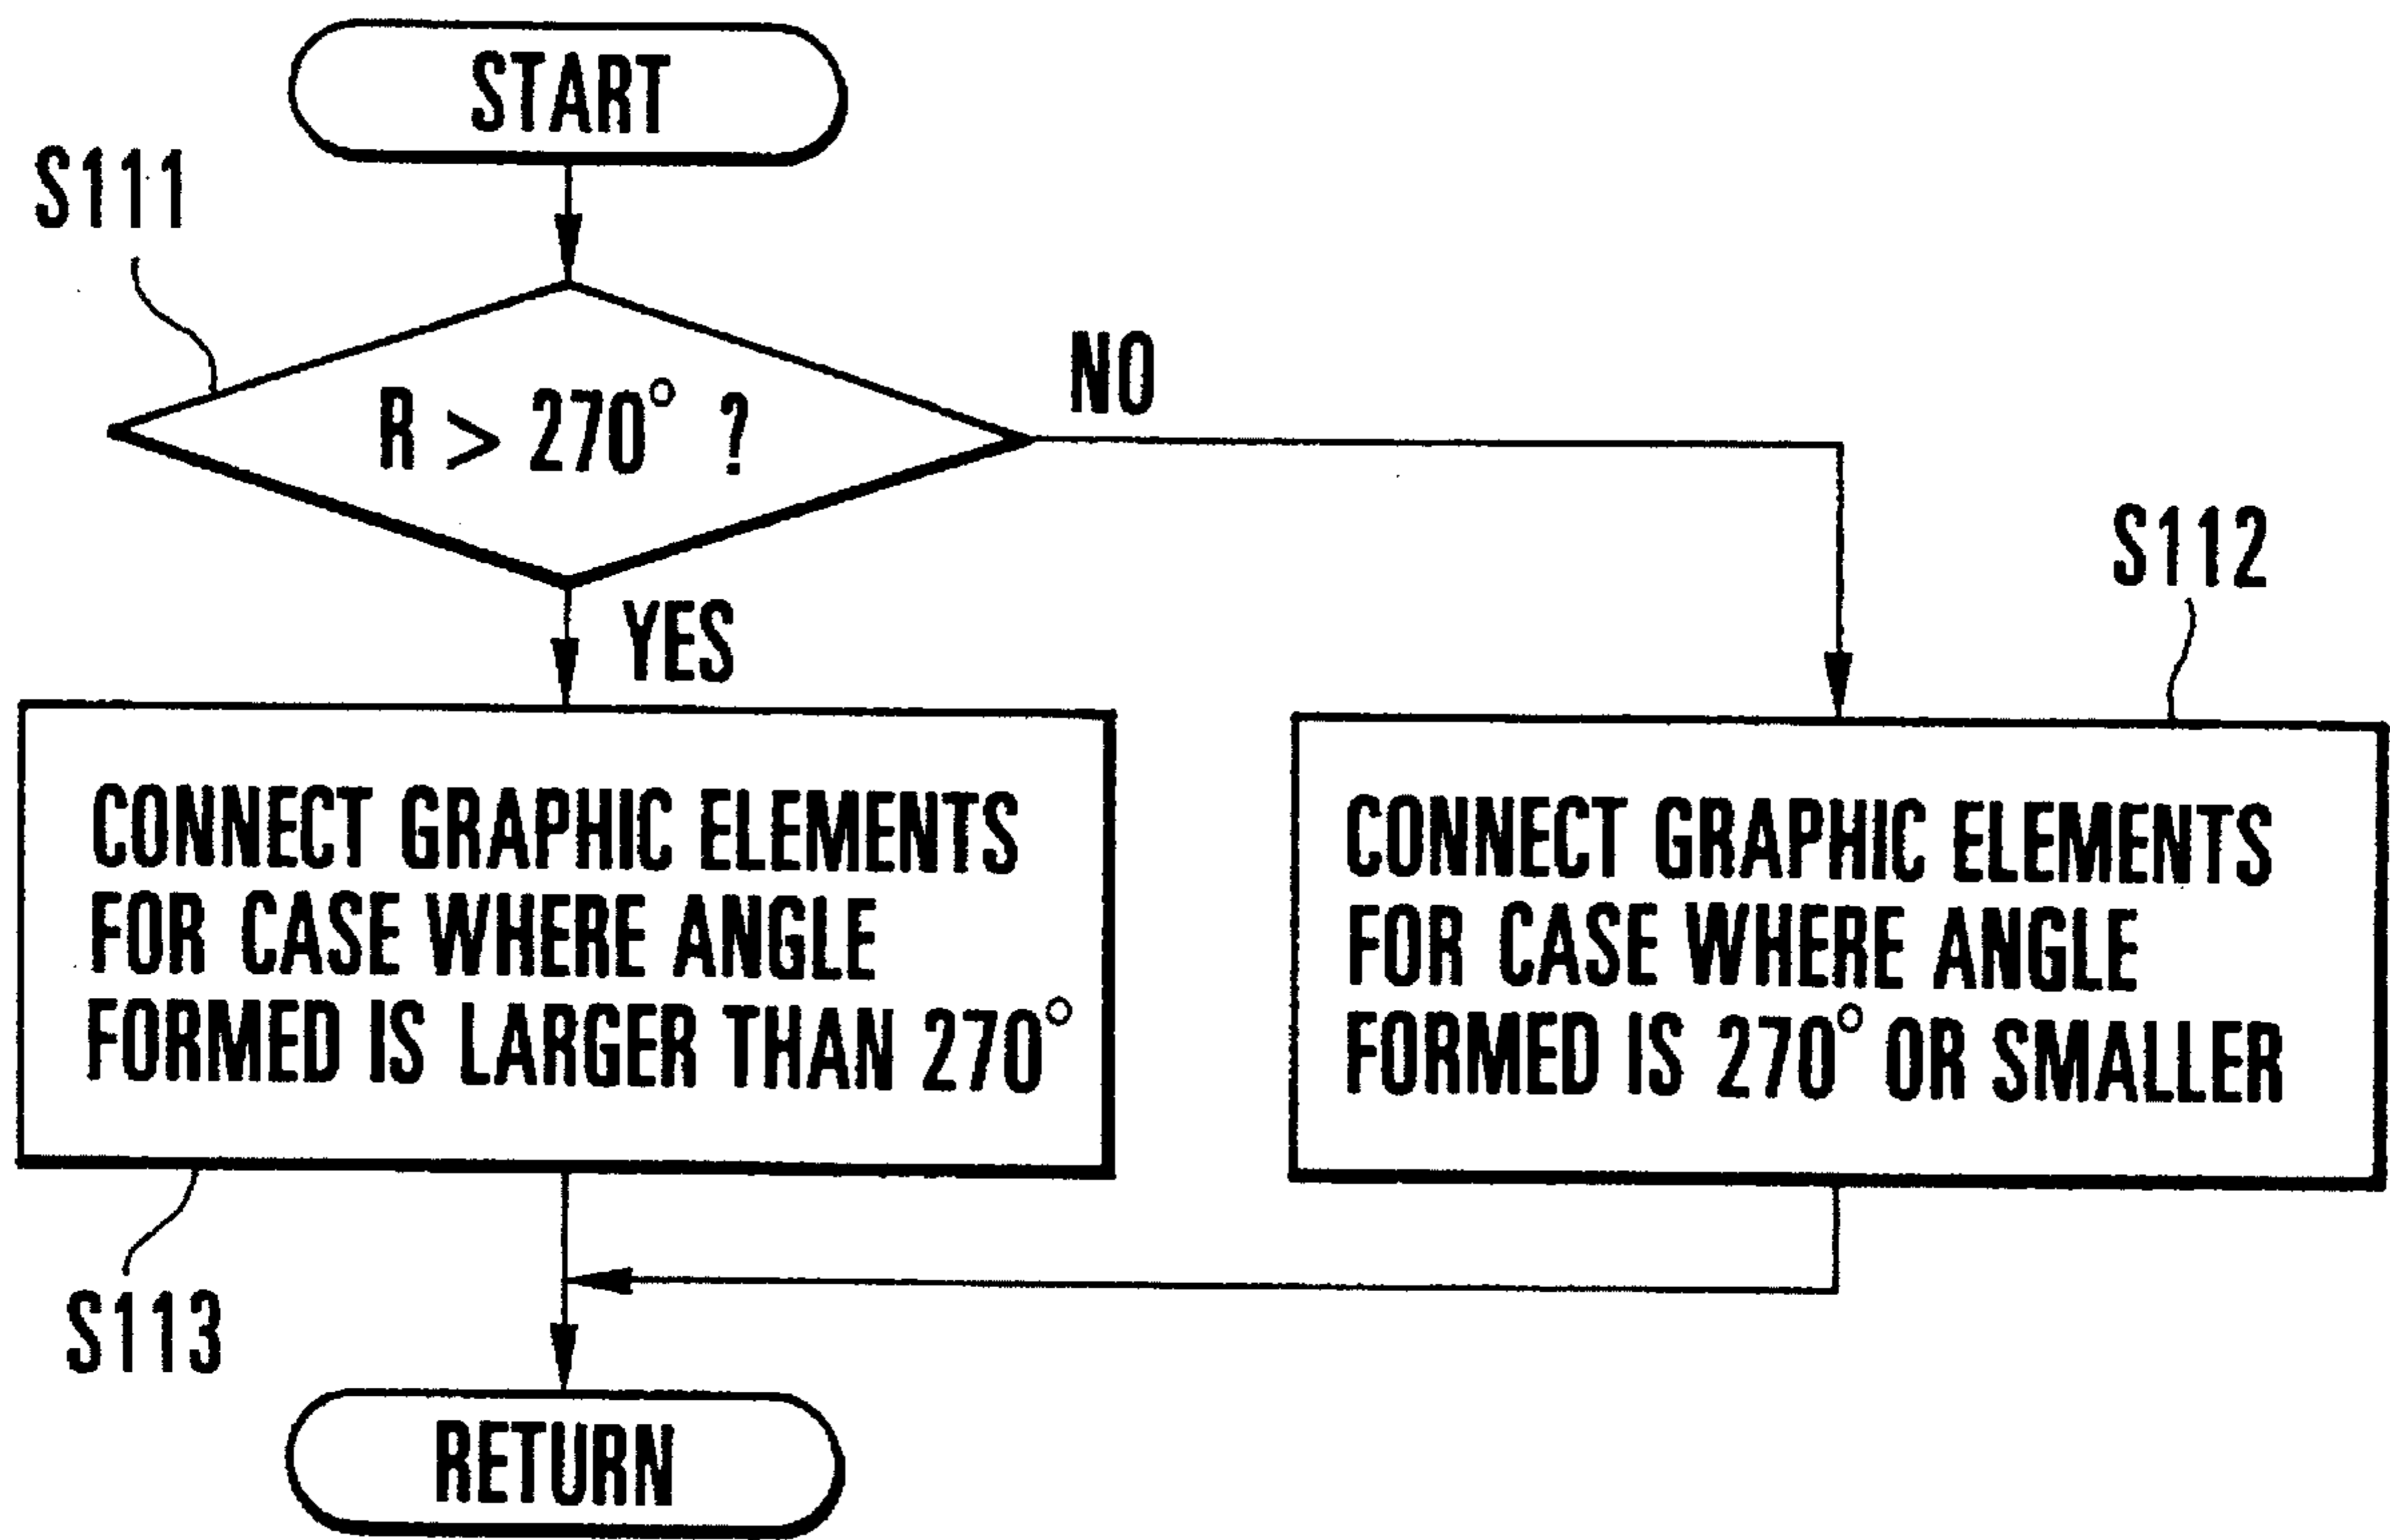 START
S111
R > 270° ?
NO
YES
S112
CONNECT GRAPHIC ELEMENTS
FOR CASE WHERE ANGLE
FORMED IS LARGER THAN 270°
CONNECT GRAPHIC ELEMENTS
FOR CASE WHERE ANGLE
FORMED IS 270° OR SMALLER
S113
RETURN